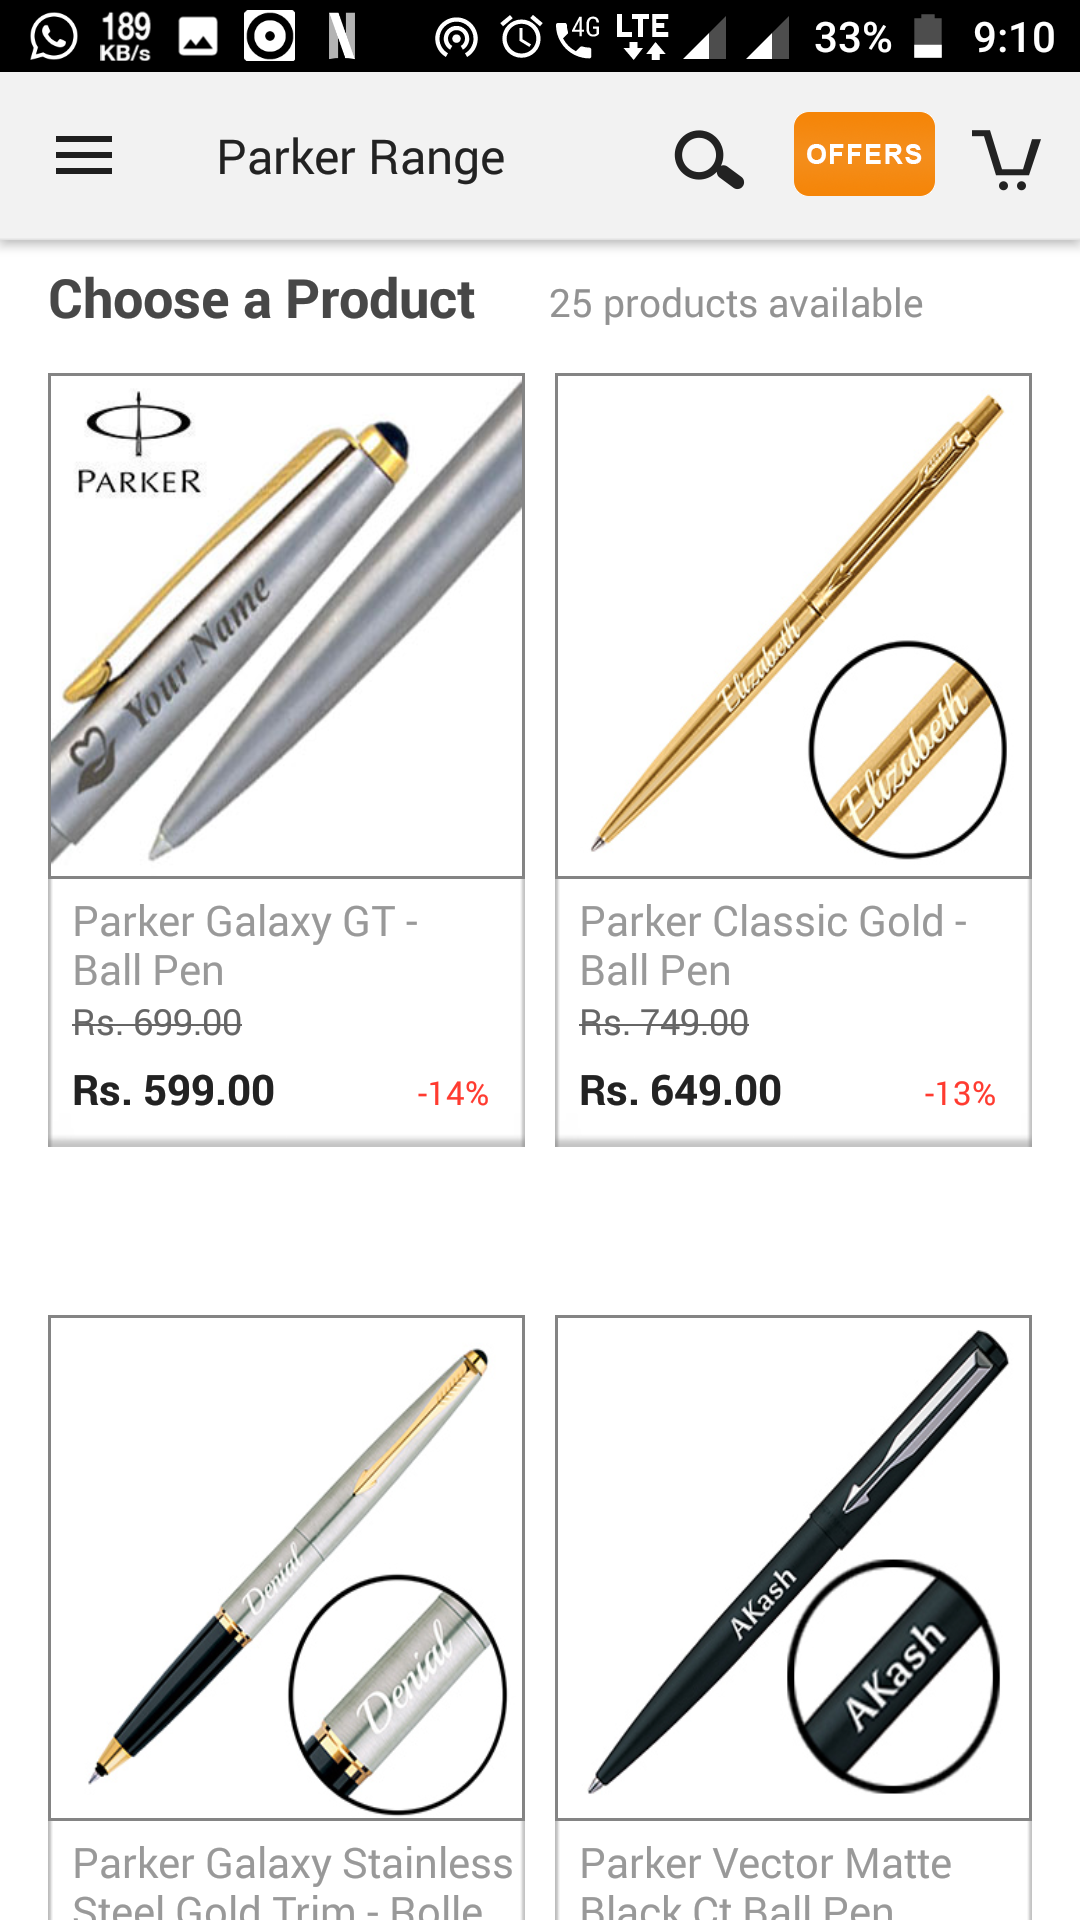 189
KB/s
4G
LTE
33%
9:10
Parker Range
OFFERS
Choose a Product
25 products available
PARKER
Your Name
Elizabeth
Elizabeth
Parker Galaxy GT -
Ball Pen
Rs. 699.00
Rs. 599.00
-14%
Parker Classic Gold -
Ball Pen
Rs. 749.00
Rs. 649.00
-13%
Denial
Denial
AKash
AKash
Parker Galaxy Stainless
Steel Gold Trim - Rolle
Parker Vector Matte
Black Ct Ball Pen